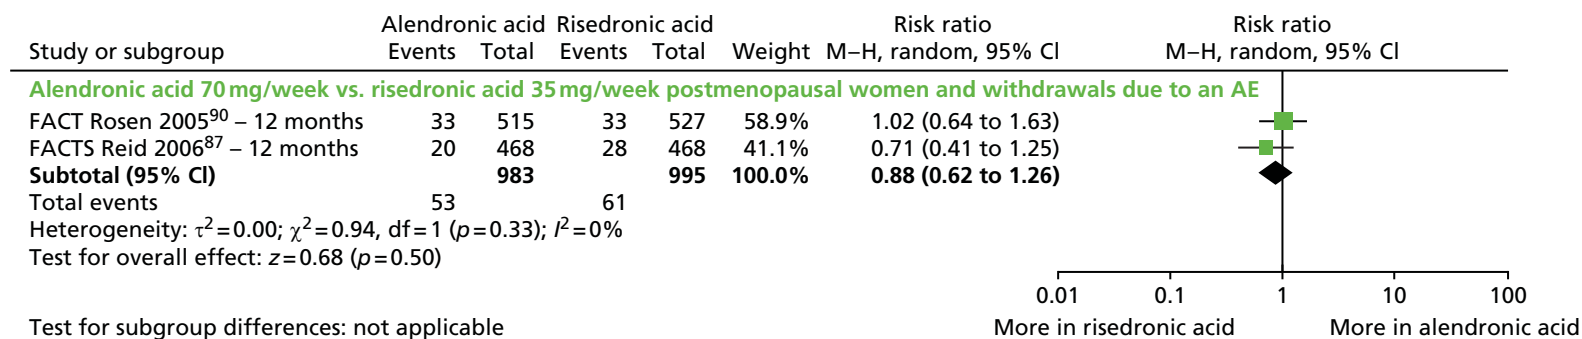 Alendronic acid Risedronic acid Risk ratio Risk ratio
Study or subgroup Events Total Events Total Weight M–H, random, 95% CI M–H, random, 95% CI
Alendronic acid 70 mg/week vs. risedronic acid 35 mg/week postmenopausal women and withdrawals due to an AE
FACT Rosen 2005⁹⁰ – 12 months 33 515 33 527 58.9% 1.02 (0.64 to 1.63)
FACTS Reid 2006⁸⁷ – 12 months 20 468 28 468 41.1% 0.71 (0.41 to 1.25)
Subtotal (95% CI) 983 995 100.0% 0.88 (0.62 to 1.26)
Total events 53 61
Heterogeneity: τ²=0.00; χ²=0.94, df=1 (p=0.33); I²=0%
Test for overall effect: z=0.68 (p=0.50)
0.01 0.1 1 10 100
Test for subgroup differences: not applicable More in risedronic acid More in alendronic acid